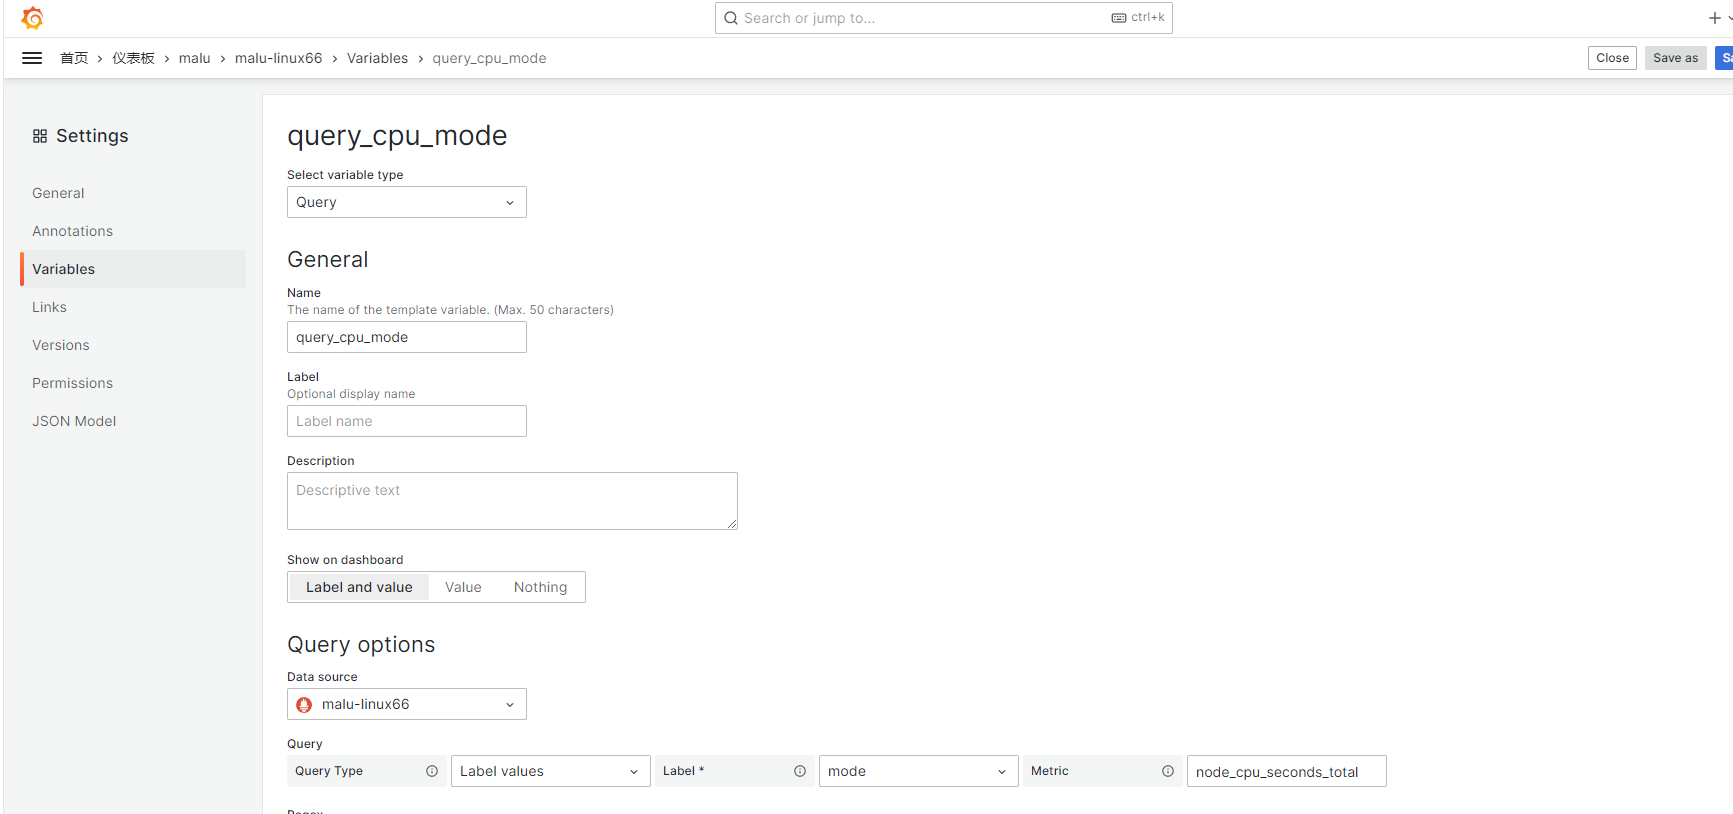 Search or jump to...
ctrl+k
首页 › 仪表板 › malu › malu-linux66 › Variables › query_cpu_mode
Close
Save as
Settings
General
Annotations
Variables
Links
Versions
Permissions
JSON Model
query_cpu_mode
Select variable type
Query
General
Name
The name of the template variable. (Max. 50 characters)
query_cpu_mode
Label
Optional display name
Label name
Description
Descriptive text
Show on dashboard
Label and value Value Nothing
Query options
Data source
malu-linux66
Query
Query Type Label values Label * mode Metric node_cpu_seconds_total